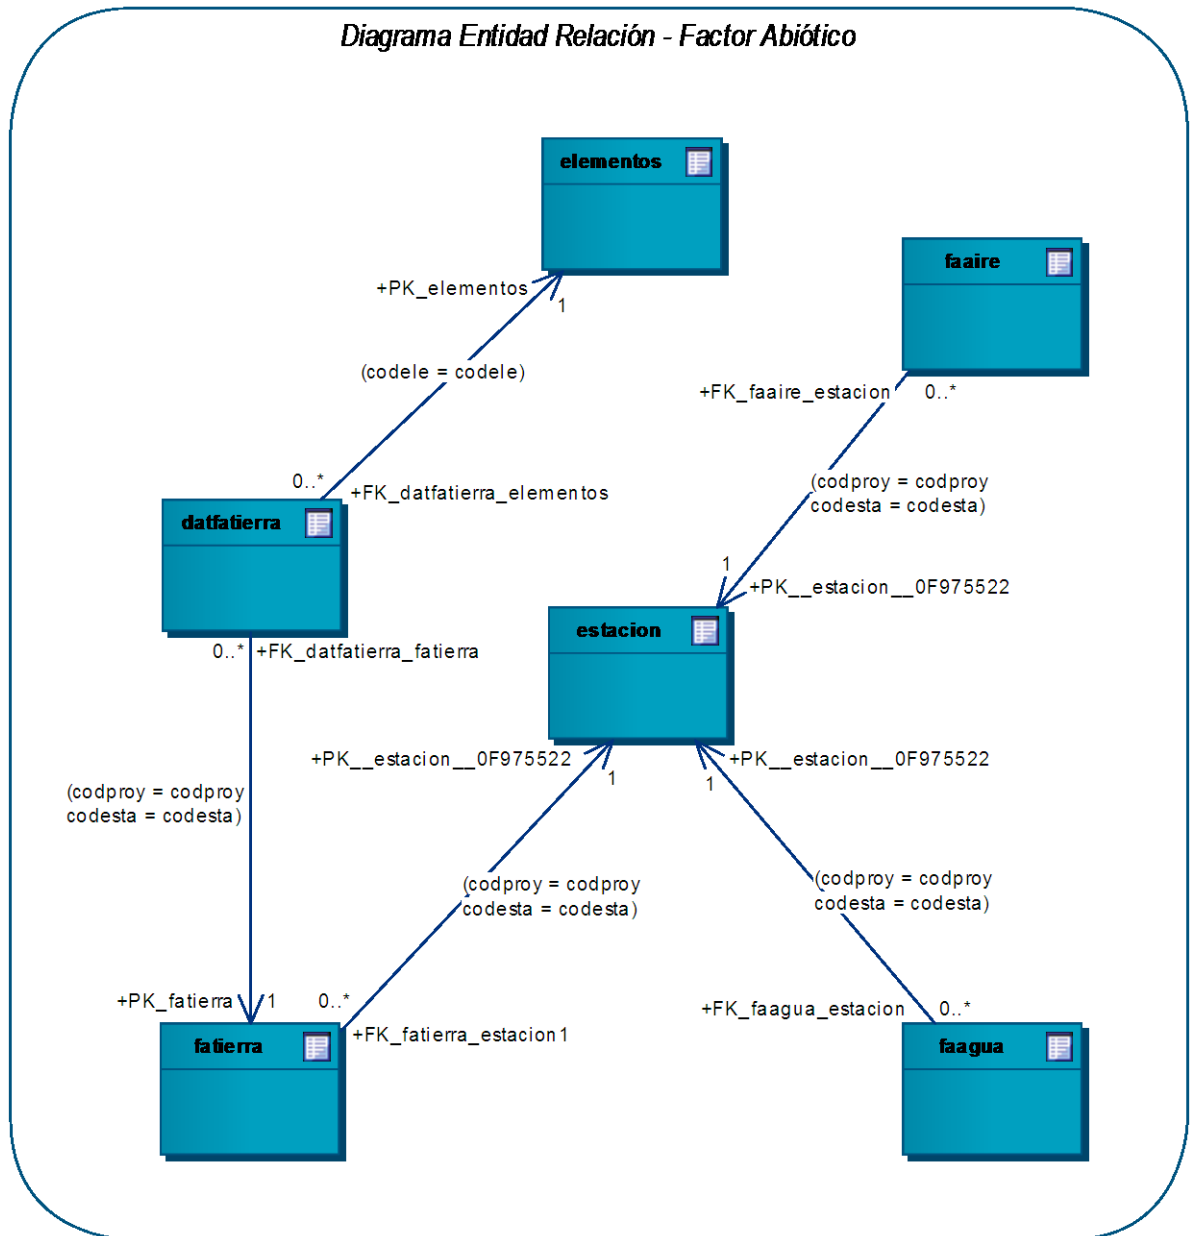 Diagrama Entidad Relación - Factor Abiótico
elementos
faaire
+PK_elementos
1
(codele = codele)
+FK_faaire_estacion
0..*
(codproy = codproy
codesta = codesta)
0..*
+FK_datfatierra_elementos
datfatierra
1
+PK__estacion__0F975522
estacion
0..*
+FK_datfatierra_fatierra
+PK__estacion__0F975522
1
+PK__estacion__0F975522
1
(codproy = codproy
codesta = codesta)
(codproy = codproy
codesta = codesta)
(codproy = codproy
codesta = codesta)
+PK_fatierra
1
0..*
+FK_fatierra_estacion1
+FK_faagua_estacion
0..*
fatierra
faagua